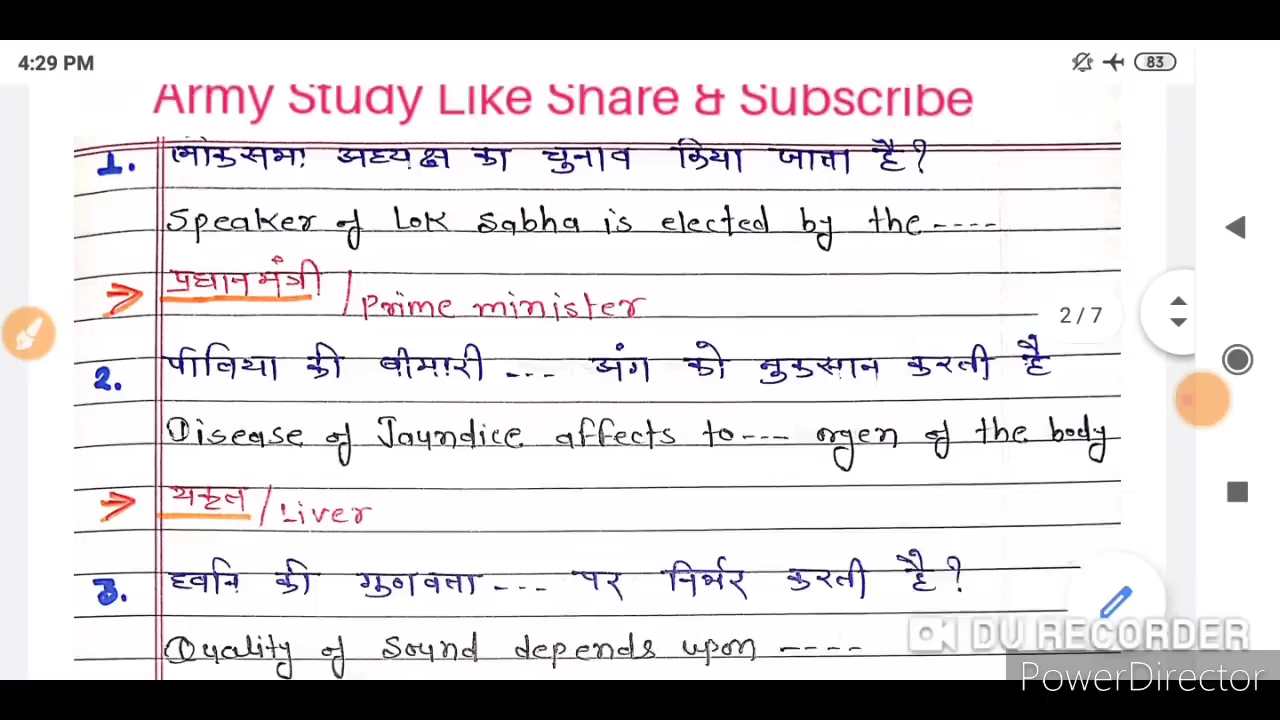 4:29 PM
83
Army Study Like Share & Subscribe
1. लोकसभा अध्यक्ष का चुनाव किया जाता है?
Speaker of Lok Sabha is elected by the ----
प्रधानमंत्री / Prime minister
2/7
2. पीलिया की बीमारी --- अंग को नुकसान करती है
Disease of Jaundice affects to --- orgen of the body
यकृत / Liver
3. ध्वनि की गुणवत्ता --- पर निर्भर करती है?
Quality of sound depends upon ----
DU RECORDER
PowerDirector